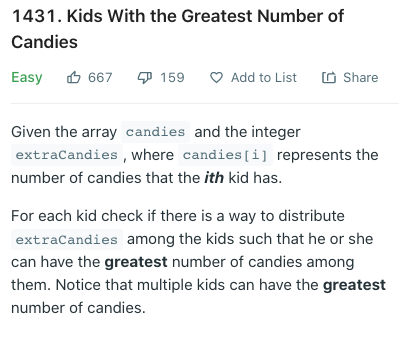 1431. Kids With the Greatest Number of
Candies
Easy 667 159 Add to List Share
Given the array candies and the integer
extraCandies , where candies[i] represents the
number of candies that the ith kid has.
For each kid check if there is a way to distribute
extraCandies among the kids such that he or she
can have the greatest number of candies among
them. Notice that multiple kids can have the greatest
number of candies.